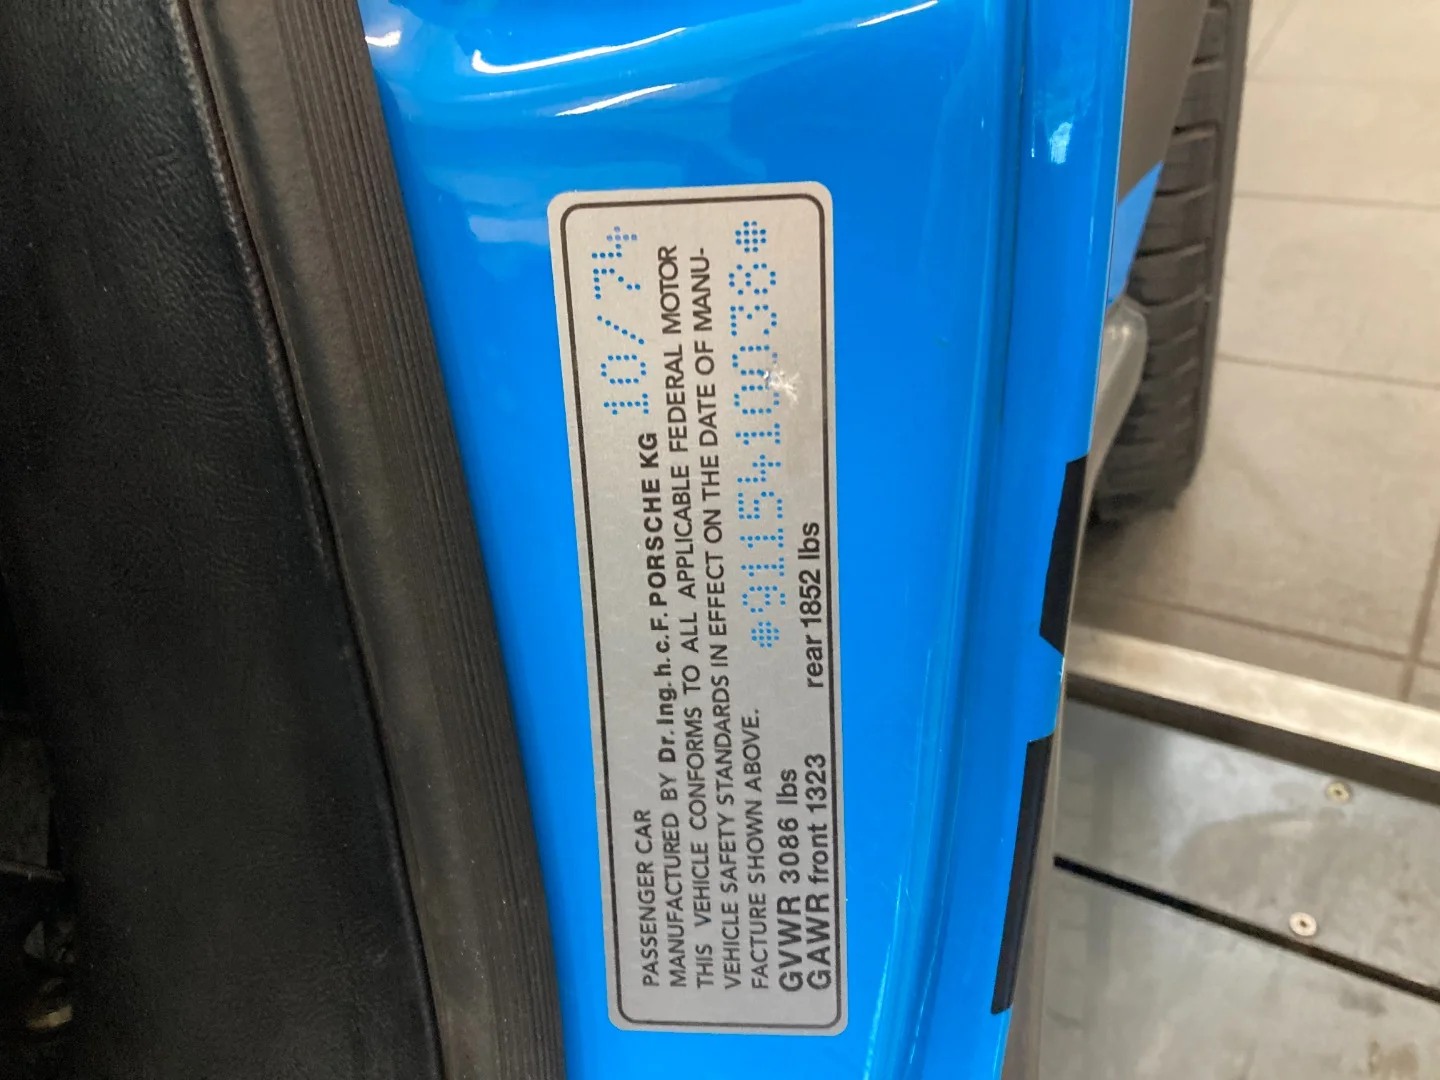 PASSENGER CAR
MANUFACTURED BY Dr. Ing. h. c. F. PORSCHE KG 10/74
THIS VEHICLE CONFORMS TO ALL APPLICABLE FEDERAL MOTOR
VEHICLE SAFETY STANDARDS IN EFFECT ON THE DATE OF MANU-
FACTURE SHOWN ABOVE. *9115410038*
GVWR 3086 lbs
GAWR front 1323 rear 1852 lbs